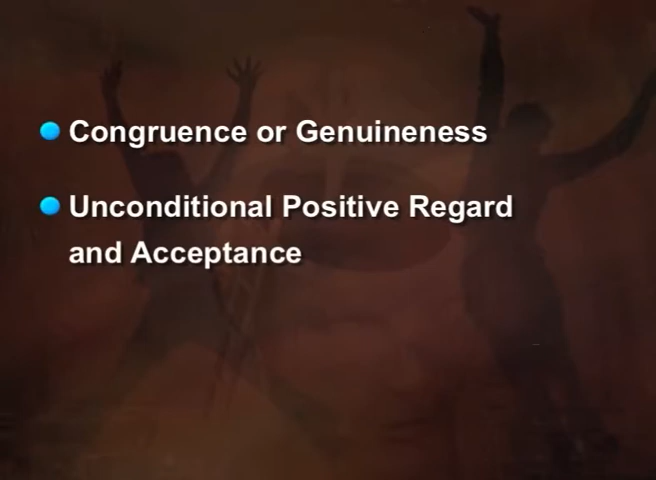 Congruence or Genuineness
Unconditional Positive Regard
and Acceptance